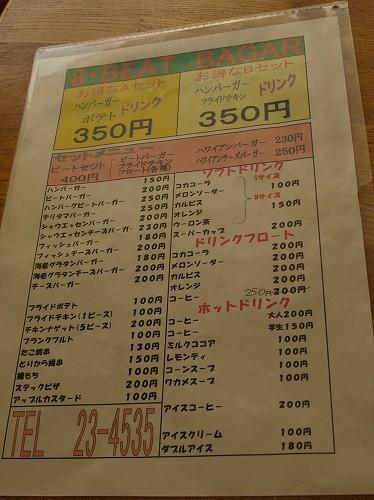 8・BEAT BAGAR
お得なAセット
ハンバーガー
ポテト ドリンク
350円
お得なBセット
ハンバーガー
フライドチキン ドリンク
350円
セットメニュー
ビートセット
400円
ビートバーガー
フライドチキン
フロート(各種)
ハワイアンバーガー 230円
ハワイアンチーズバーガー 250円
ハンバーガー 150円
ビートバーガー 200円
ハンバーグビートバーガー 250円
テリタマバーガー 250円
シャウエッセンバーガー 200円
シャウエッセンチーズバーガー 230円
フィッシュバーガー 180円
フィッシュチーズバーガー 200円
海老グラタンバーガー 180円
海老グラタンチーズバーガー 200円
チーズバーガー 200円
フライドポテト 100円
フライドチキン(1ピース) 100円
チキンナゲット(5ピース) 200円
フランクフルト 100円
たこ焼串 130円
とりから揚串 150円
揚もち 100円
スティックピザ 200円
アップルカスタード 100円
TEL 23-4535
ソフトドリンク
コカコーラ
メロンソーダー
カルピス
オレンジ
Sサイズ 100円
Mサイズ 150円
ウーロン茶
スーパーカップ 200円
ドリンクフロート
コカコーラ 200円
メロンソーダー 200円
カルピス 200円
オレンジ 200円
コーヒー 250円 200円
ホットドリンク
コーヒー 大人200円
コーヒー 学生150円
ミルクココア 100円
レモンティ 100円
コーンスープ 100円
ワカメスープ 100円
アイスコーヒー 200円
アイスクリーム 100円
ダブルアイス 180円